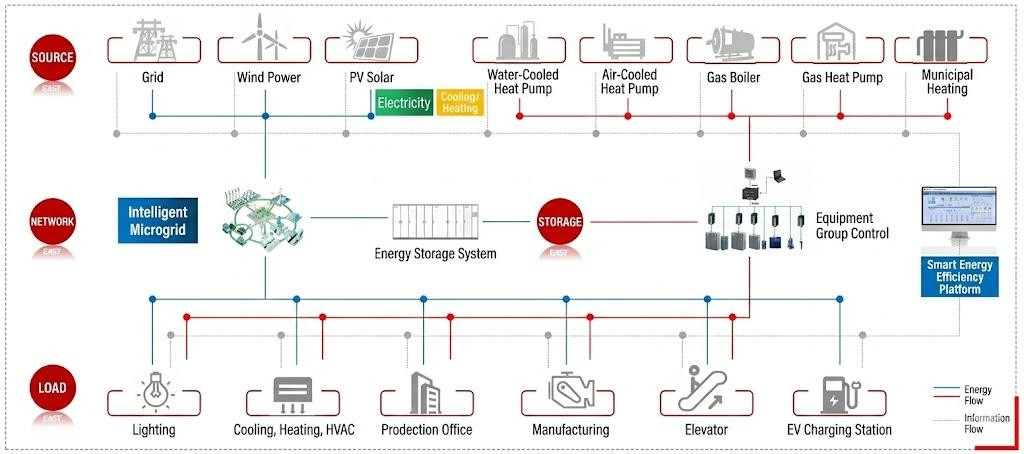 SOURCE
EAST
Grid
Wind Power
PV Solar
Water-Cooled
Heat Pump
Air-Cooled
Heat Pump
Gas Boiler
Gas Heat Pump
Municipal
Heating
Electricity
Cooling/
Heating
NETWORK
EAST
Intelligent
Microgrid
Energy Storage System
STORAGE
EAST
Equipment
Group Control
Smart Energy
Efficiency
Platform
LOAD
EAST
Lighting
Cooling, Heating, HVAC
Prodenction Office
Manufacturing
Elevator
EV Charging Station
Energy
Flow
Information
Flow